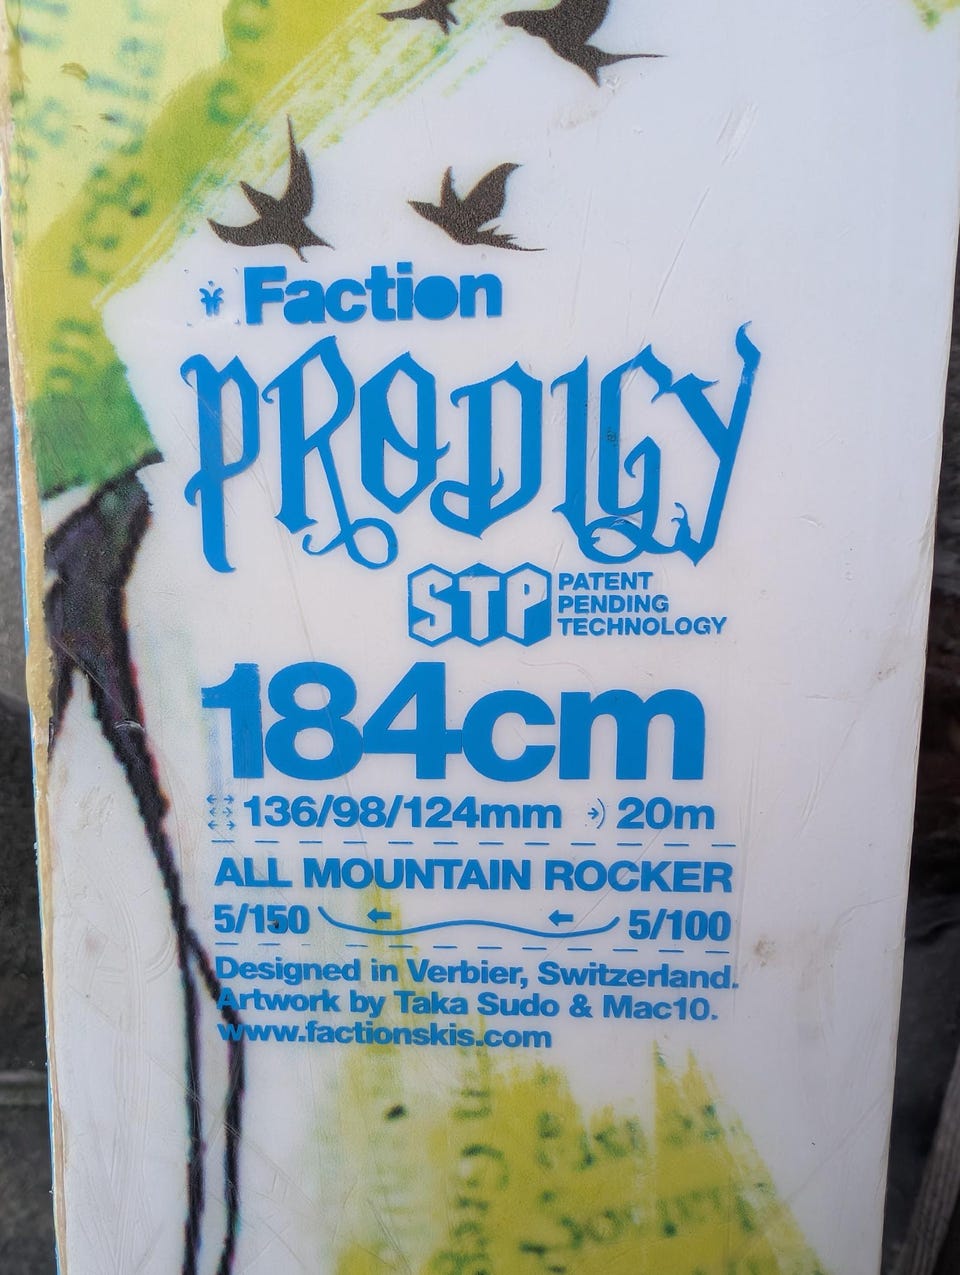 Faction
PRODIGY
STP PATENT
PENDING
TECHNOLOGY
184cm
136/98/124mm 20m
ALL MOUNTAIN ROCKER
5/150 5/100
Designed in Verbier, Switzerland.
Artwork by Taka Sudo & Mac10.
www.factionskis.com